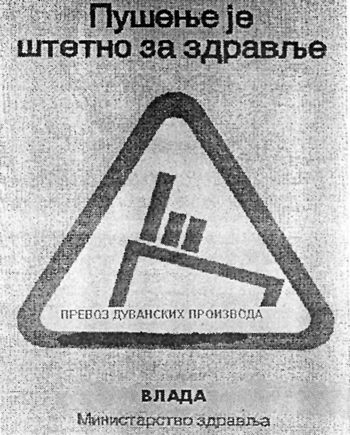 Пушење је
штетно за здравље
ПРЕВОЗ ДУВАНСКИХ ПРОИЗВОДА
ВЛАДА
Министарство здравља